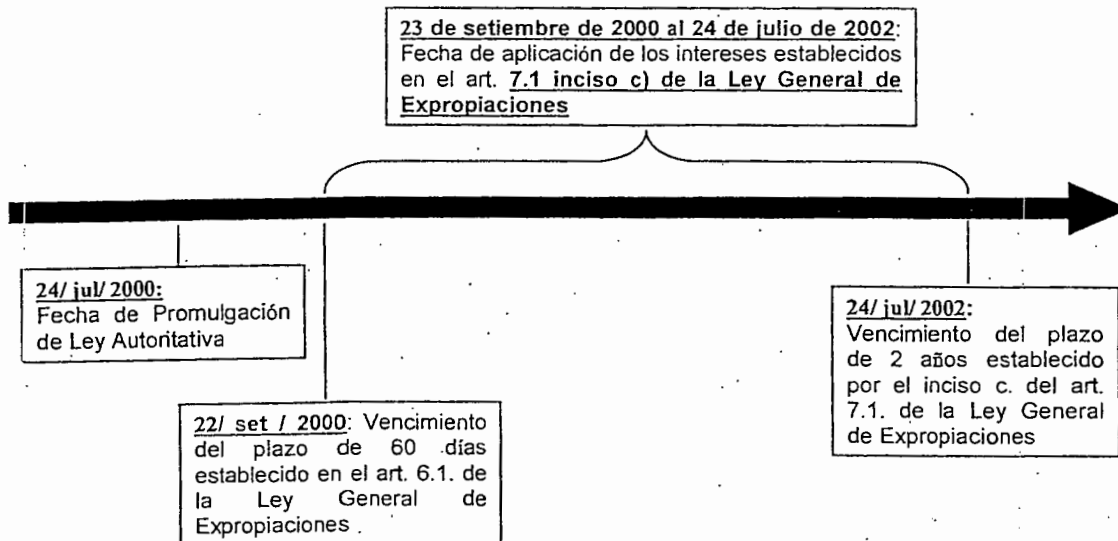 23 de setiembre de 2000 al 24 de julio de 2002:
Fecha de aplicación de los intereses establecidos
en el art. 7.1 inciso c) de la Ley General de
Expropiaciones
24/ jul/ 2000:
Fecha de Promulgación
de Ley Autoritativa
24/ jul/ 2002:
Vencimiento del plazo
de 2 años establecido
por el inciso c. del art.
7.1. de la Ley General
de Expropiaciones
22/ set / 2000: Vencimiento
del plazo de 60 días
establecido en el art. 6.1. de
la Ley General de
Expropiaciones .